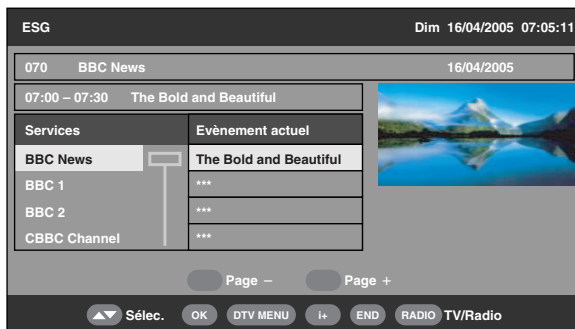 ESG Dim 16/04/2005 07:05:11
070 BBC News 16/04/2005
07:00 – 07:30 The Bold and Beautiful
Services Evènement actuel
BBC News The Bold and Beautiful
BBC 1 ***
BBC 2 ***
CBBC Channel ***
Page – Page +
Sélec. OK DTV MENU i+ END RADIO TV/Radio